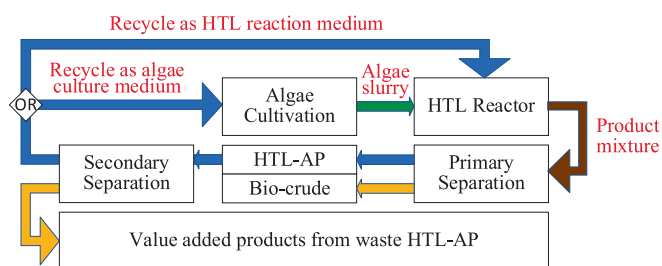 Recycle as HTL reaction medium
Recycle as algae
culture medium
OR
Algae
Cultivation
Algae
slurry
HTL Reactor
Product
mixture
Secondary
Separation
HTL-AP
Bio-crude
Primary
Separation
Value added products from waste HTL-AP